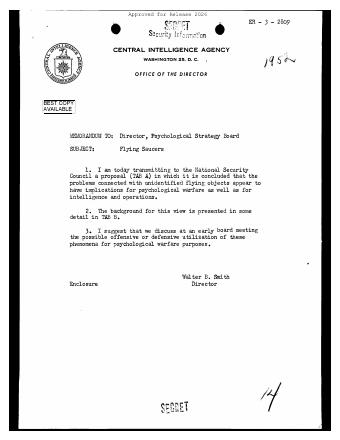 Approved for Release 2026
SECRET
Security Information
ER - 3 - 2809
CENTRAL INTELLIGENCE AGENCY
WASHINGTON 25, D. C.
1952
OFFICE OF THE DIRECTOR
BEST COPY
AVAILABLE
MEMORANDUM TO: Director, Psychological Strategy Board
SUBJECT: Flying Saucers
1. I am today transmitting to the National Security
Council a proposal (TAB A) in which it is concluded that the
problems connected with unidentified flying objects appear to
have implications for psychological warfare as well as for
intelligence and operations.
2. The background for this view is presented in some
detail in TAB B.
3. I suggest that we discuss at an early board meeting
the possible offensive or defensive utilization of these
phenomena for psychological warfare purposes.
Walter B. Smith
Enclosure Director
14
SECRET